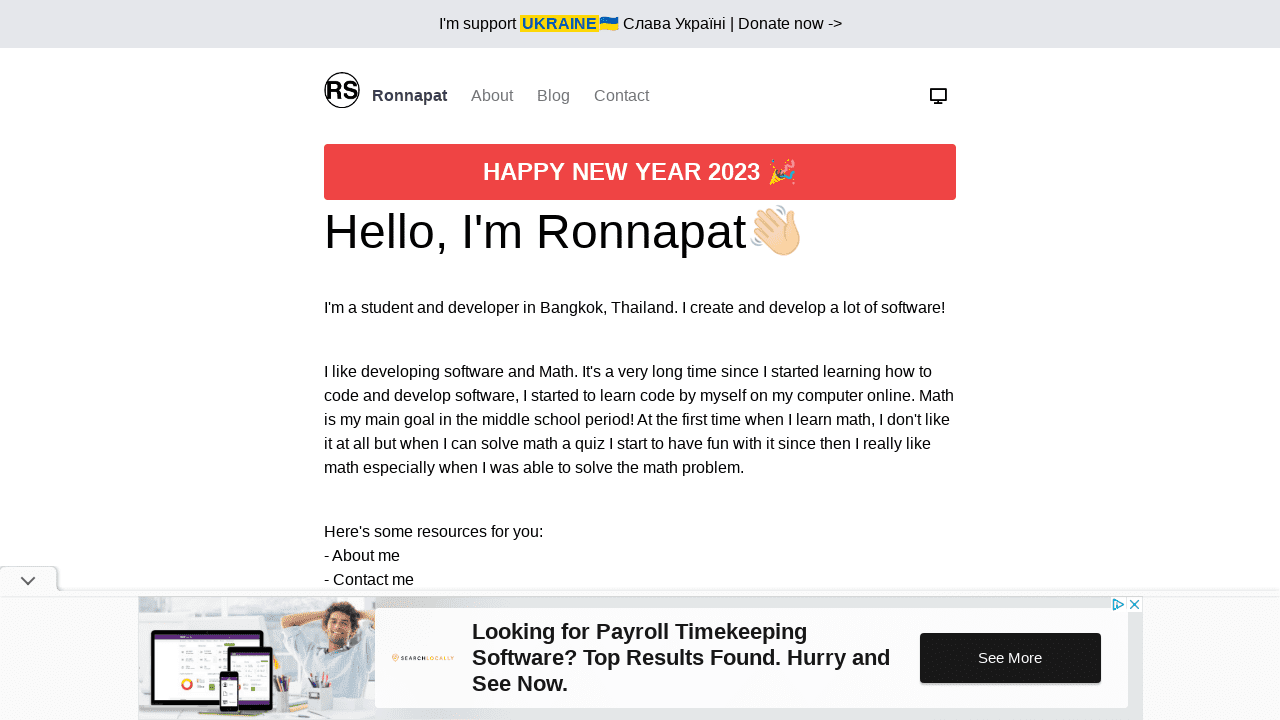 I'm support UKRAINE🇺🇦 Слава Україні | Donate now ->
RS Ronnapat About Blog Contact
HAPPY NEW YEAR 2023 🎉
Hello, I'm Ronnapat👋🏻
I'm a student and developer in Bangkok, Thailand. I create and develop a lot of software!
I like developing software and Math. It's a very long time since I started learning how to
code and develop software, I started to learn code by myself on my computer online. Math
is my main goal in the middle school period! At the first time when I learn math, I don't like
it at all but when I can solve math a quiz I start to have fun with it since then I really like
math especially when I was able to solve the math problem.
Here's some resources for you:
- About me
- Contact me
SEARCHLOCALLY
Looking for Payroll Timekeeping
Software? Top Results Found. Hurry and
See Now.
See More